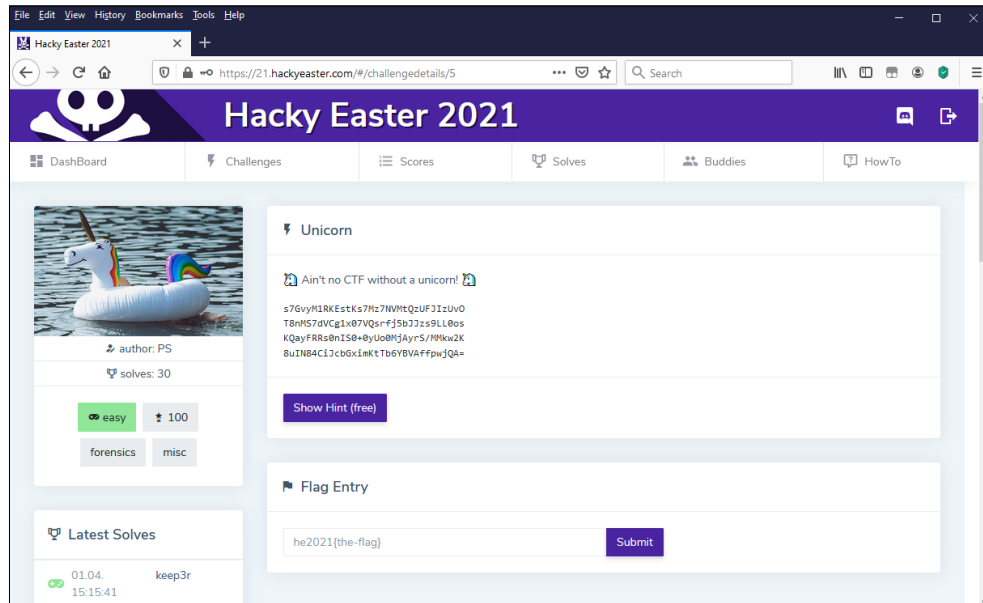 File Edit View History Bookmarks Tools Help
Hacky Easter 2021
https://21.hackyeaster.com/#/challengedetails/5
Search
Hacky Easter 2021
DashBoard
Challenges
Scores
Solves
Buddies
HowTo
Unicorn
Ain't no CTF without a unicorn!
s7GvyM1RKEstKs7Mz7NVMtQzUFJIzUvO
T8nMS7dVCg1x07VQsrfj5bJJzs9LL0os
KQayFRRs0nIS0+0yUo0MjAyrS/MMkw2K
8uIN84CiJcbGximKtTb6YBVAffpwjQA=
author: PS
solves: 30
easy
100
forensics
misc
Show Hint (free)
Flag Entry
he2021{the-flag}
Submit
Latest Solves
01.04.
15:15:41
keep3r